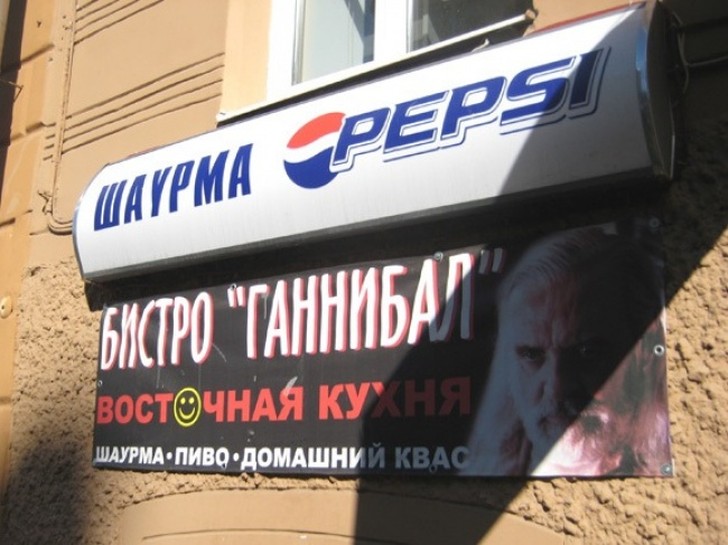 ШАУРМА PEPSI
БИСТРО "ГАННИБАЛ"
ВОСТОЧНАЯ КУХНЯ
ШАУРМА·ПИВО·ДОМАШНИЙ КВАС